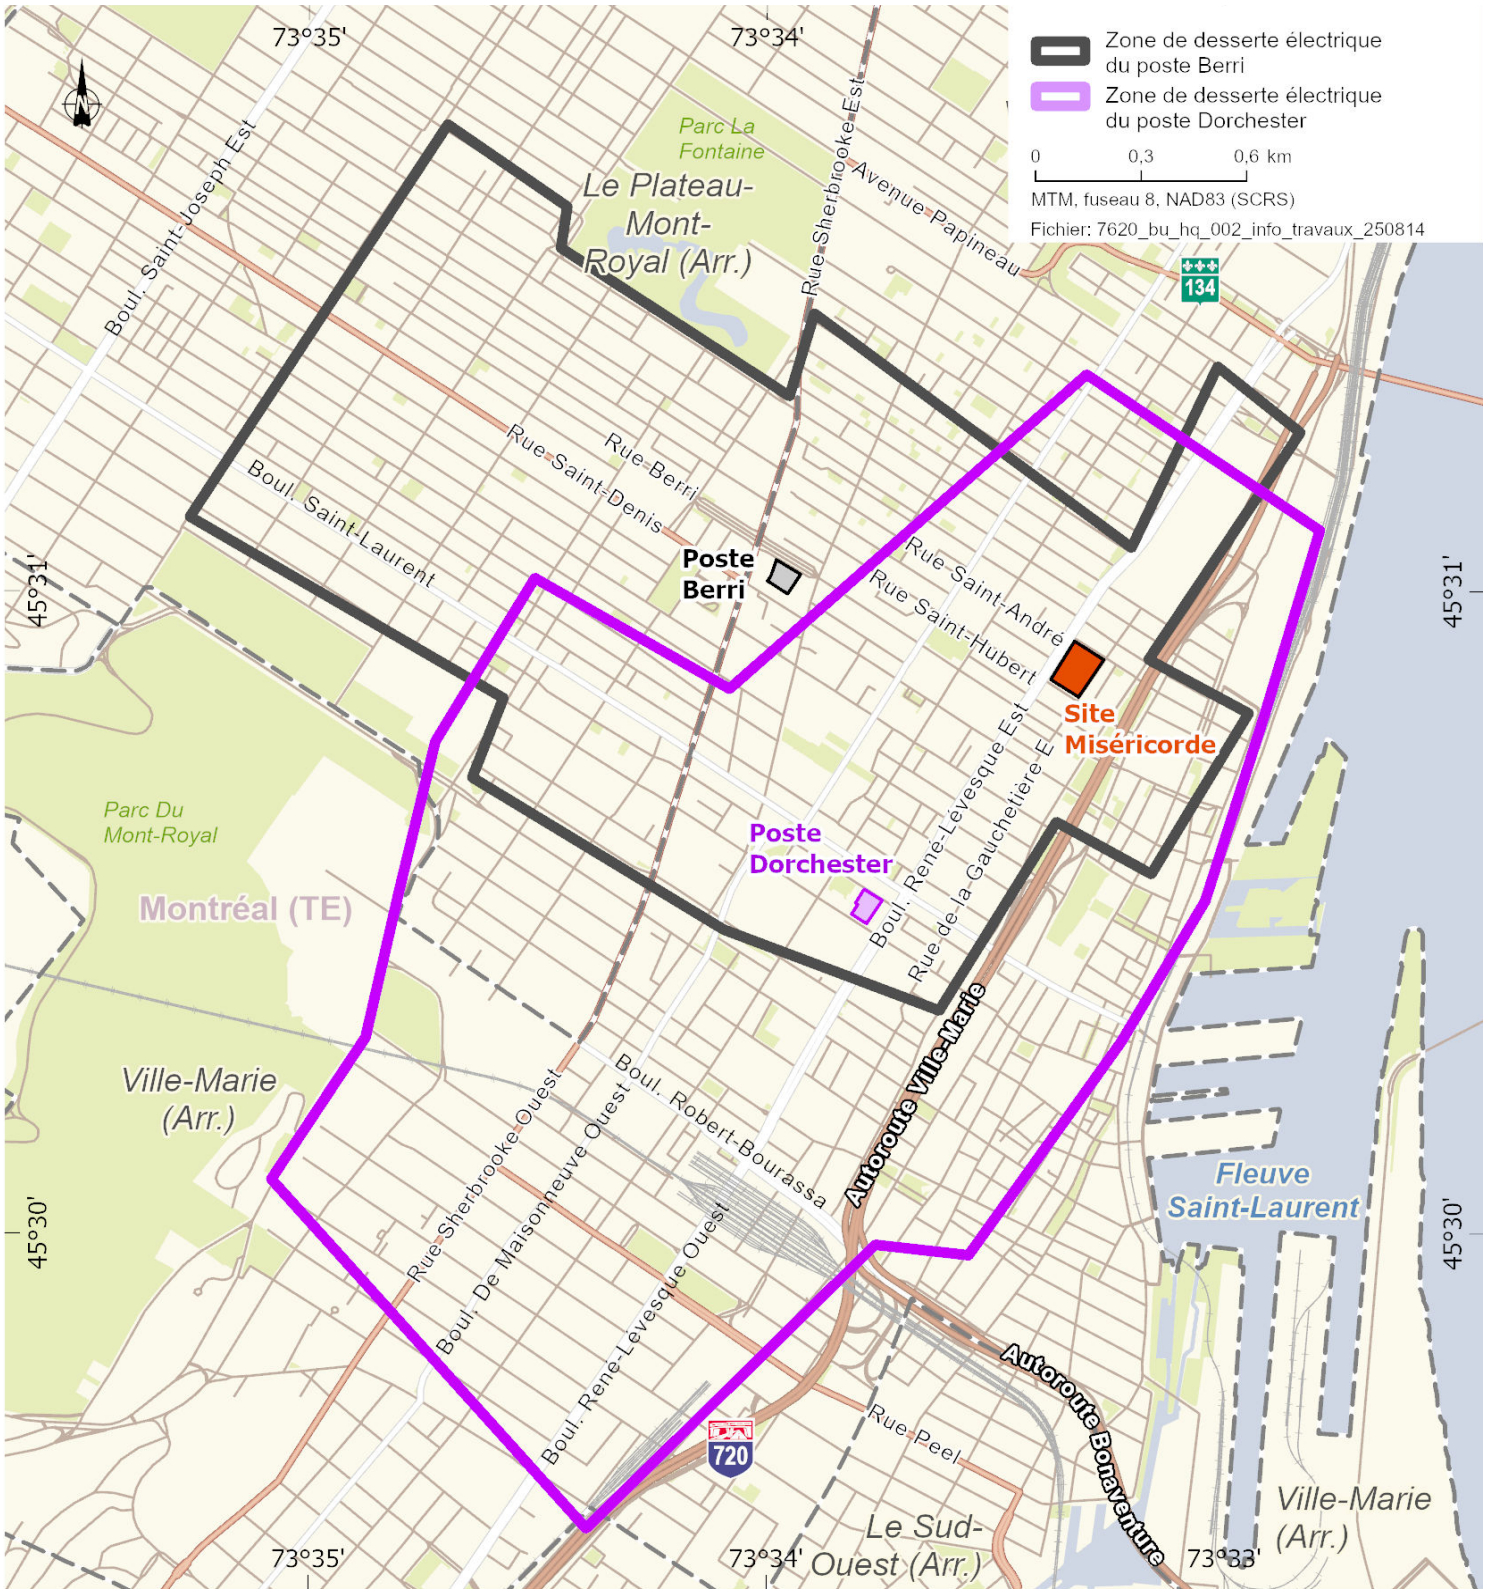 73°35'
73°34'
Zone de desserte électrique
du poste Berri
Zone de desserte électrique
du poste Dorchester
0 0,3 0,6 km
MTM, fuseau 8, NAD83 (SCRS)
Fichier: 7620_bu_hq_002_info_travaux_250814
N
Boul. Saint-Joseph Est
Parc La
Fontaine
Le Plateau-
Mont-
Royal (Arr.)
Rue Sherbrooke Est
Avenue Papineau
134
Rue Berri
Rue Saint-Denis
Boul. Saint-Laurent
45°31'
45°31'
Poste
Berri
Rue Saint-André
Rue Saint-Hubert
Site
Miséricorde
Boul. René-Lévesque Est
Rue de la Gauchetière E
Poste
Dorchester
Parc Du
Mont-Royal
Montréal (TE)
Ville-Marie
(Arr.)
Autoroute Ville-Marie
Boul. Robert-Bourassa
Rue Sherbrooke Ouest
Boul. De Maisonneuve Ouest
Boul. René-Lévesque Ouest
Fleuve
Saint-Laurent
45°30'
45°30'
Autoroute Bonaventure
Rue Peel
720
Le Sud-
Ouest (Arr.)
Ville-Marie
(Arr.)
73°35'
73°34'
73°33'